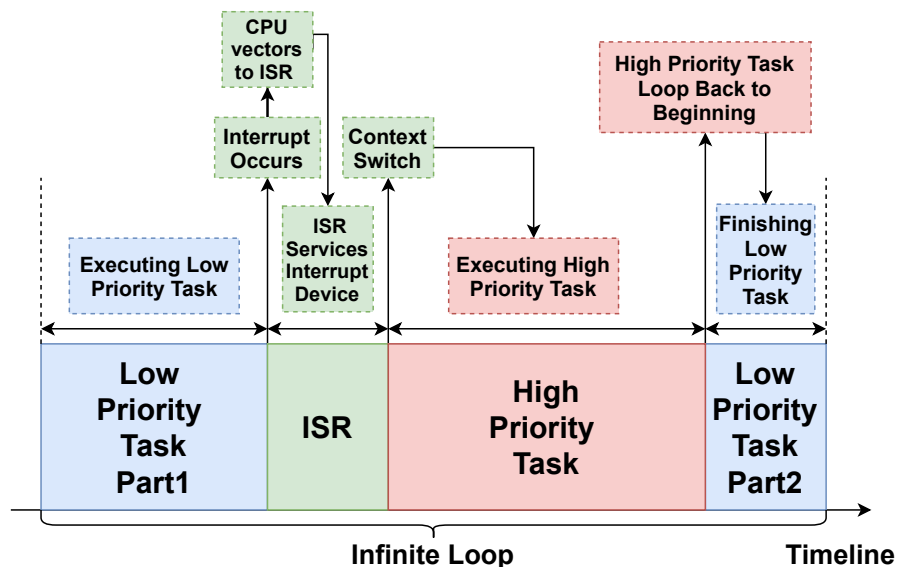 CPU
vectors
to ISR
Interrupt
Occurs
Context
Switch
High Priority Task
Loop Back to
Beginning
Executing Low
Priority Task
ISR
Services
Interrupt
Device
Executing High
Priority Task
Finishing
Low
Priority
Task
Low
Priority
Task
Part1
ISR
High
Priority
Task
Low
Priority
Task
Part2
Infinite Loop
Timeline